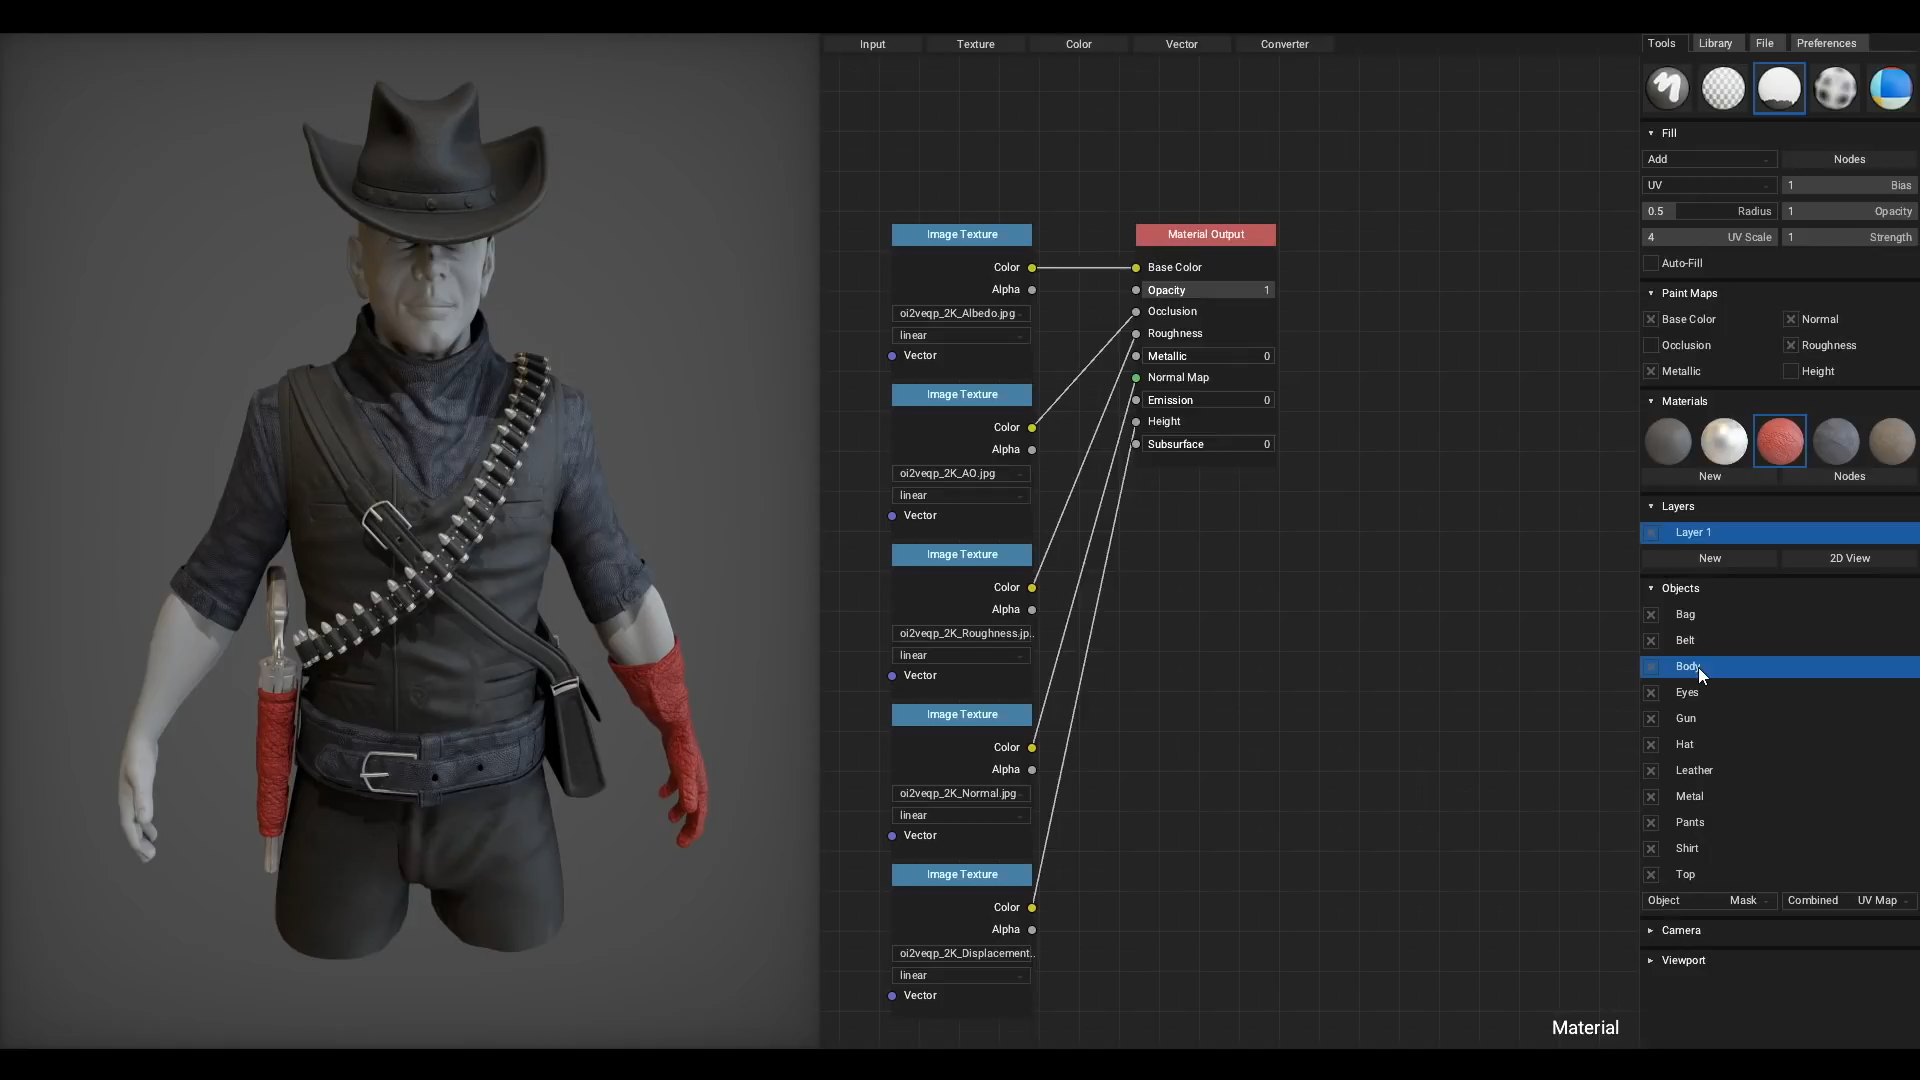 Input Texture Color Vector Converter
Tools Library File Preferences
Image Texture
Color
Alpha
oi2veqp_2K_Albedo.jpg
linear
Vector
Image Texture
Color
Alpha
oi2veqp_2K_AO.jpg
linear
Vector
Image Texture
Color
Alpha
oi2veqp_2K_Roughness.jp..
linear
Vector
Image Texture
Color
Alpha
oi2veqp_2K_Normal.jpg
linear
Vector
Image Texture
Color
Alpha
oi2veqp_2K_Displacement..
linear
Vector
Material Output
Base Color
Opacity 1
Occlusion
Roughness
Metallic 0
Normal Map
Emission 0
Height
Subsurface 0
Material
Fill
Add Nodes
UV 1 Bias
0.5 Radius 1 Opacity
4 UV Scale 1 Strength
Auto-Fill
Paint Maps
Base Color Normal
Occlusion Roughness
Metallic Height
Materials
New Nodes
Layers
Layer 1
New 2D View
Objects
Bag
Belt
Body
Eyes
Gun
Hat
Leather
Metal
Pants
Shirt
Top
Object Mask Combined UV Map
Camera
Viewport